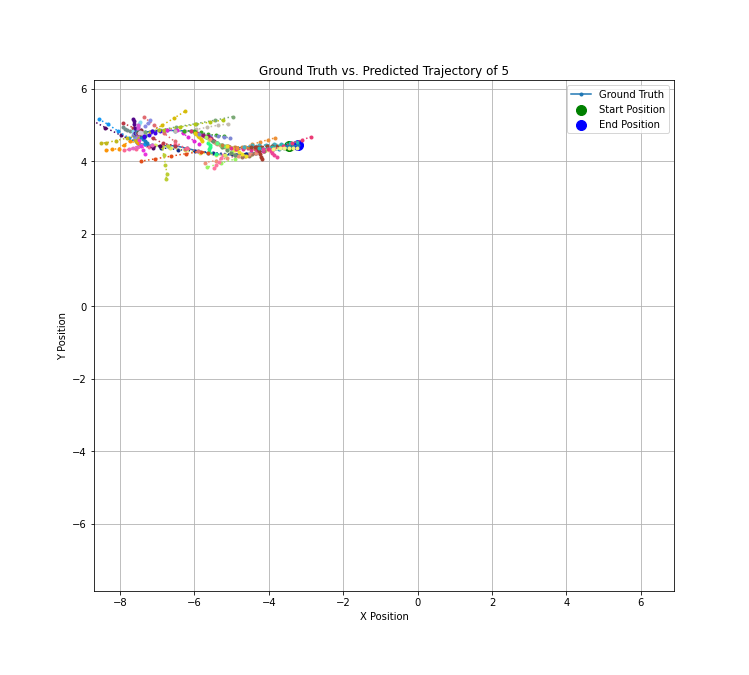 Ground Truth vs. Predicted Trajectory of 5
Ground Truth
Start Position
End Position
6
4
2
0
−2
−4
−6
Y Position
−8 −6 −4 −2 0 2 4 6
X Position